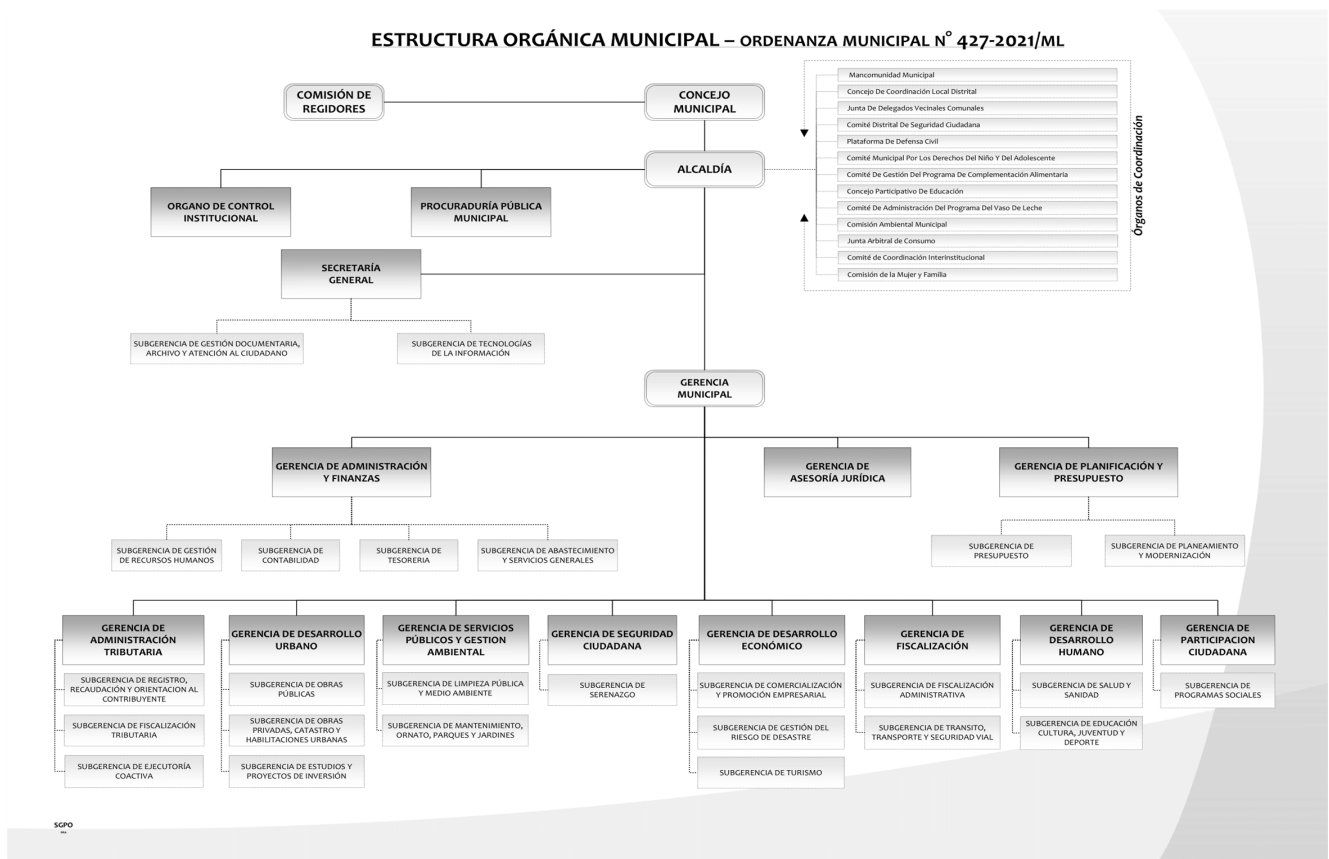 ESTRUCTURA ORGÁNICA MUNICIPAL – ORDENANZA MUNICIPAL N° 427-2021/ML
COMISIÓN DE
REGIDORES
CONCEJO
MUNICIPAL
ALCALDÍA
Mancomunidad Municipal
Concejo De Coordinación Local Distrital
Junta De Delegados Vecinales Comunales
Comité Distrital De Seguridad Ciudadana
Plataforma De Defensa Civil
Comité Municipal Por Los Derechos Del Niño Y Del Adolescente
Comité De Gestión Del Programa De Complementación Alimentaria
Concejo Participativo De Educación
Comité De Administración Del Programa Del Vaso De Leche
Comisión Ambiental Municipal
Junta Arbitral de Consumo
Comité de Coordinación Interinstitucional
Comisión de la Mujer y Familia
Órganos de Coordinación
ORGANO DE CONTROL
INSTITUCIONAL
PROCURADURÍA PÚBLICA
MUNICIPAL
SECRETARÍA
GENERAL
SUBGERENCIA DE GESTIÓN DOCUMENTARIA,
ARCHIVO Y ATENCIÓN AL CIUDADANO
SUBGERENCIA DE TECNOLOGÍAS
DE LA INFORMACIÓN
GERENCIA
MUNICIPAL
GERENCIA DE ADMINISTRACIÓN
Y FINANZAS
GERENCIA DE
ASESORÍA JURÍDICA
GERENCIA DE PLANIFICACIÓN Y
PRESUPUESTO
SUBGERENCIA DE GESTIÓN
DE RECURSOS HUMANOS
SUBGERENCIA DE
CONTABILIDAD
SUBGERENCIA DE
TESORERIA
SUBGERENCIA DE ABASTECIMIENTO
Y SERVICIOS GENERALES
SUBGERENCIA DE
PRESUPUESTO
SUBGERENCIA DE PLANEAMIENTO
Y MODERNIZACIÓN
GERENCIA DE
ADMINISTRACIÓN
TRIBUTARIA
SUBGERENCIA DE REGISTRO,
RECAUDACIÓN Y ORIENTACION AL
CONTRIBUYENTE
SUBGERENCIA DE FISCALIZACIÓN
TRIBUTARIA
SUBGERENCIA DE EJECUTORÍA
COACTIVA
GERENCIA DE DESARROLLO
URBANO
SUBGERENCIA DE OBRAS
PÚBLICAS
SUBGERENCIA DE OBRAS
PRIVADAS, CATASTRO Y
HABILITACIONES URBANAS
SUBGERENCIA DE ESTUDIOS Y
PROYECTOS DE INVERSIÓN
GERENCIA DE SERVICIOS
PÚBLICOS Y GESTION
AMBIENTAL
SUBGERENCIA DE LIMPIEZA PÚBLICA
Y MEDIO AMBIENTE
SUBGERENCIA DE MANTENIMIENTO,
ORNATO, PARQUES Y JARDINES
GERENCIA DE SEGURIDAD
CIUDADANA
SUBGERENCIA DE
SERENAZGO
GERENCIA DE DESARROLLO
ECONÓMICO
SUBGERENCIA DE COMERCIALIZACIÓN
Y PROMOCIÓN EMPRESARIAL
SUBGERENCIA DE GESTIÓN DEL
RIESGO DE DESASTRE
SUBGERENCIA DE TURISMO
GERENCIA DE
FISCALIZACIÓN
SUBGERENCIA DE FISCALIZACIÓN
ADMINISTRATIVA
SUBGERENCIA DE TRANSITO,
TRANSPORTE Y SEGURIDAD VIAL
GERENCIA DE
DESARROLLO
HUMANO
SUBGERENCIA DE SALUD Y
SANIDAD
SUBGERENCIA DE EDUCACIÓN
CULTURA, JUVENTUD Y
DEPORTE
GERENCIA DE
PARTICIPACION
CIUDADANA
SUBGERENCIA DE
PROGRAMAS SOCIALES
SGPO